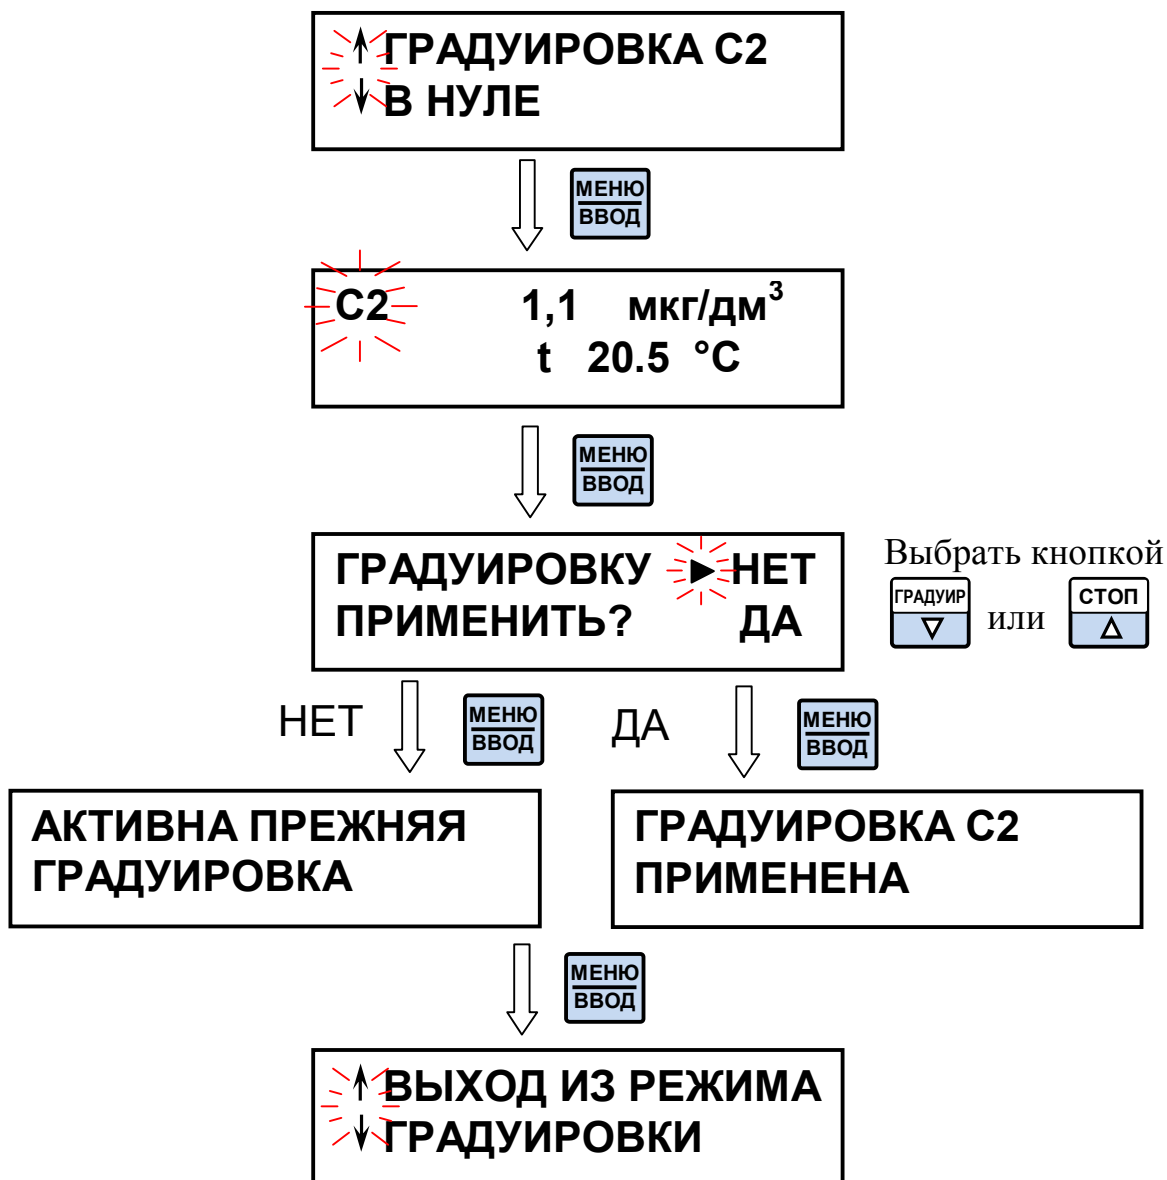 ГРАДУИРОВКА С2
В НУЛЕ
МЕНЮ
ВВОД
С2 1,1 мкг/дм³
t 20.5 °C
МЕНЮ
ВВОД
ГРАДУИРОВКУ ►НЕТ
ПРИМЕНИТЬ? ДА
Выбрать кнопкой
ГРАДУИР
или
СТОП
НЕТ
МЕНЮ
ВВОД
ДА
МЕНЮ
ВВОД
АКТИВНА ПРЕЖНЯЯ
ГРАДУИРОВКА
ГРАДУИРОВКА С2
ПРИМЕНЕНА
МЕНЮ
ВВОД
ВЫХОД ИЗ РЕЖИМА
ГРАДУИРОВКИ